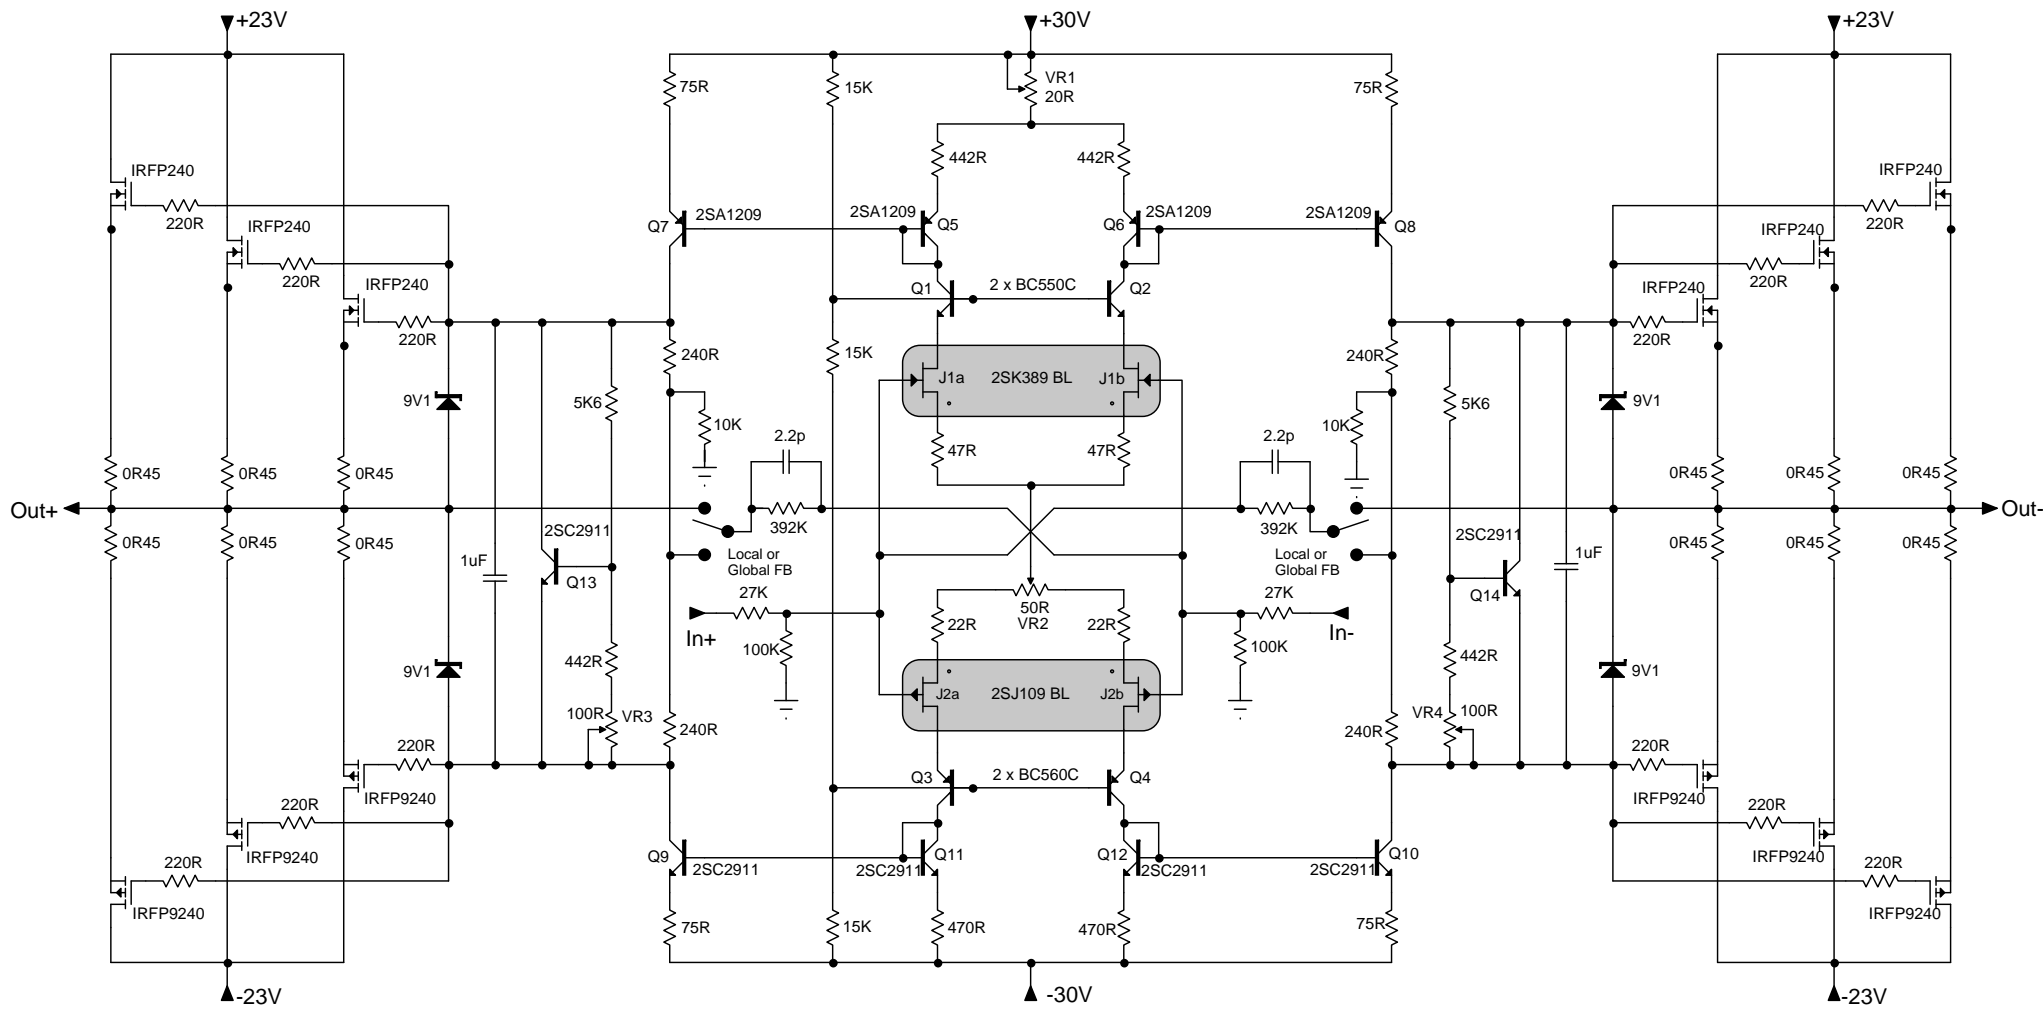 +23V
+30V
+23V
75R
15K
VR1
20R
75R
442R
442R
IRFP240
220R
IRFP240
220R
IRFP240
220R
Q7
2SA1209
2SA1209
Q5
Q6
2SA1209
2SA1209
Q8
IRFP240
220R
IRFP240
220R
IRFP240
220R
Q1
2 x BC550C
Q2
240R
15K
J1a
2SK389 BL
J1b
240R
9V1
5K6
10K
2.2p
47R
47R
2.2p
10K
5K6
9V1
0R45
0R45
0R45
392K
392K
0R45
0R45
0R45
Out+
Out-
0R45
0R45
0R45
2SC2911
1uF
Q13
Local or
Global FB
Local or
Global FB
2SC2911
Q14
1uF
0R45
0R45
0R45
27K
In+
100K
22R
50R
VR2
22R
27K
In-
100K
9V1
442R
J2a
2SJ109 BL
J2b
442R
9V1
100R
VR3
240R
240R
VR4
100R
220R
IRFP9240
220R
IRFP9240
220R
IRFP9240
Q3
2 x BC560C
Q4
220R
IRFP9240
220R
IRFP9240
220R
IRFP9240
Q9
2SC2911
2SC2911
Q11
Q12
2SC2911
2SC2911
Q10
75R
15K
470R
470R
75R
-23V
-30V
-23V